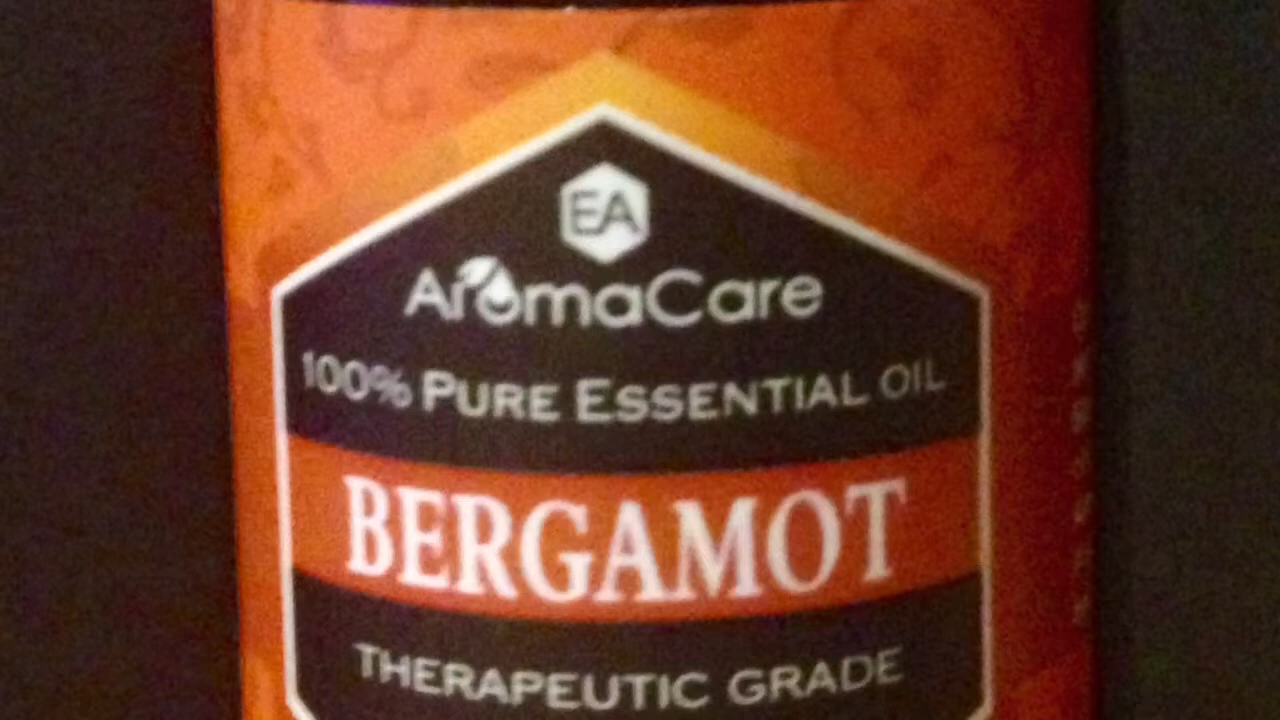 EA
AromaCare
100% PURE ESSENTIAL OIL
BERGAMOT
THERAPEUTIC GRADE